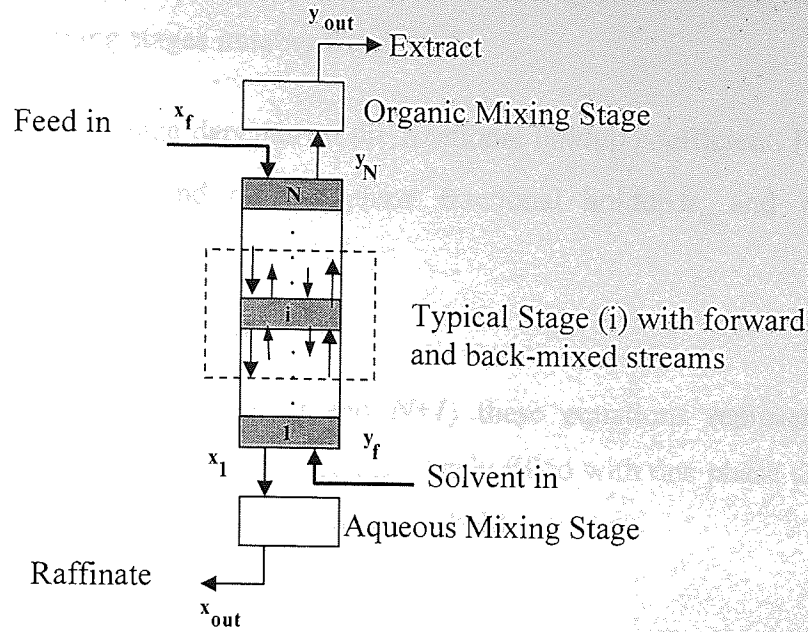 y_out
Extract
Organic Mixing Stage
Feed in
x_f
y_N
N
i
Typical Stage (i) with forward
and back-mixed streams
1
x_1
y_f
Solvent in
Aqueous Mixing Stage
Raffinate
x_out